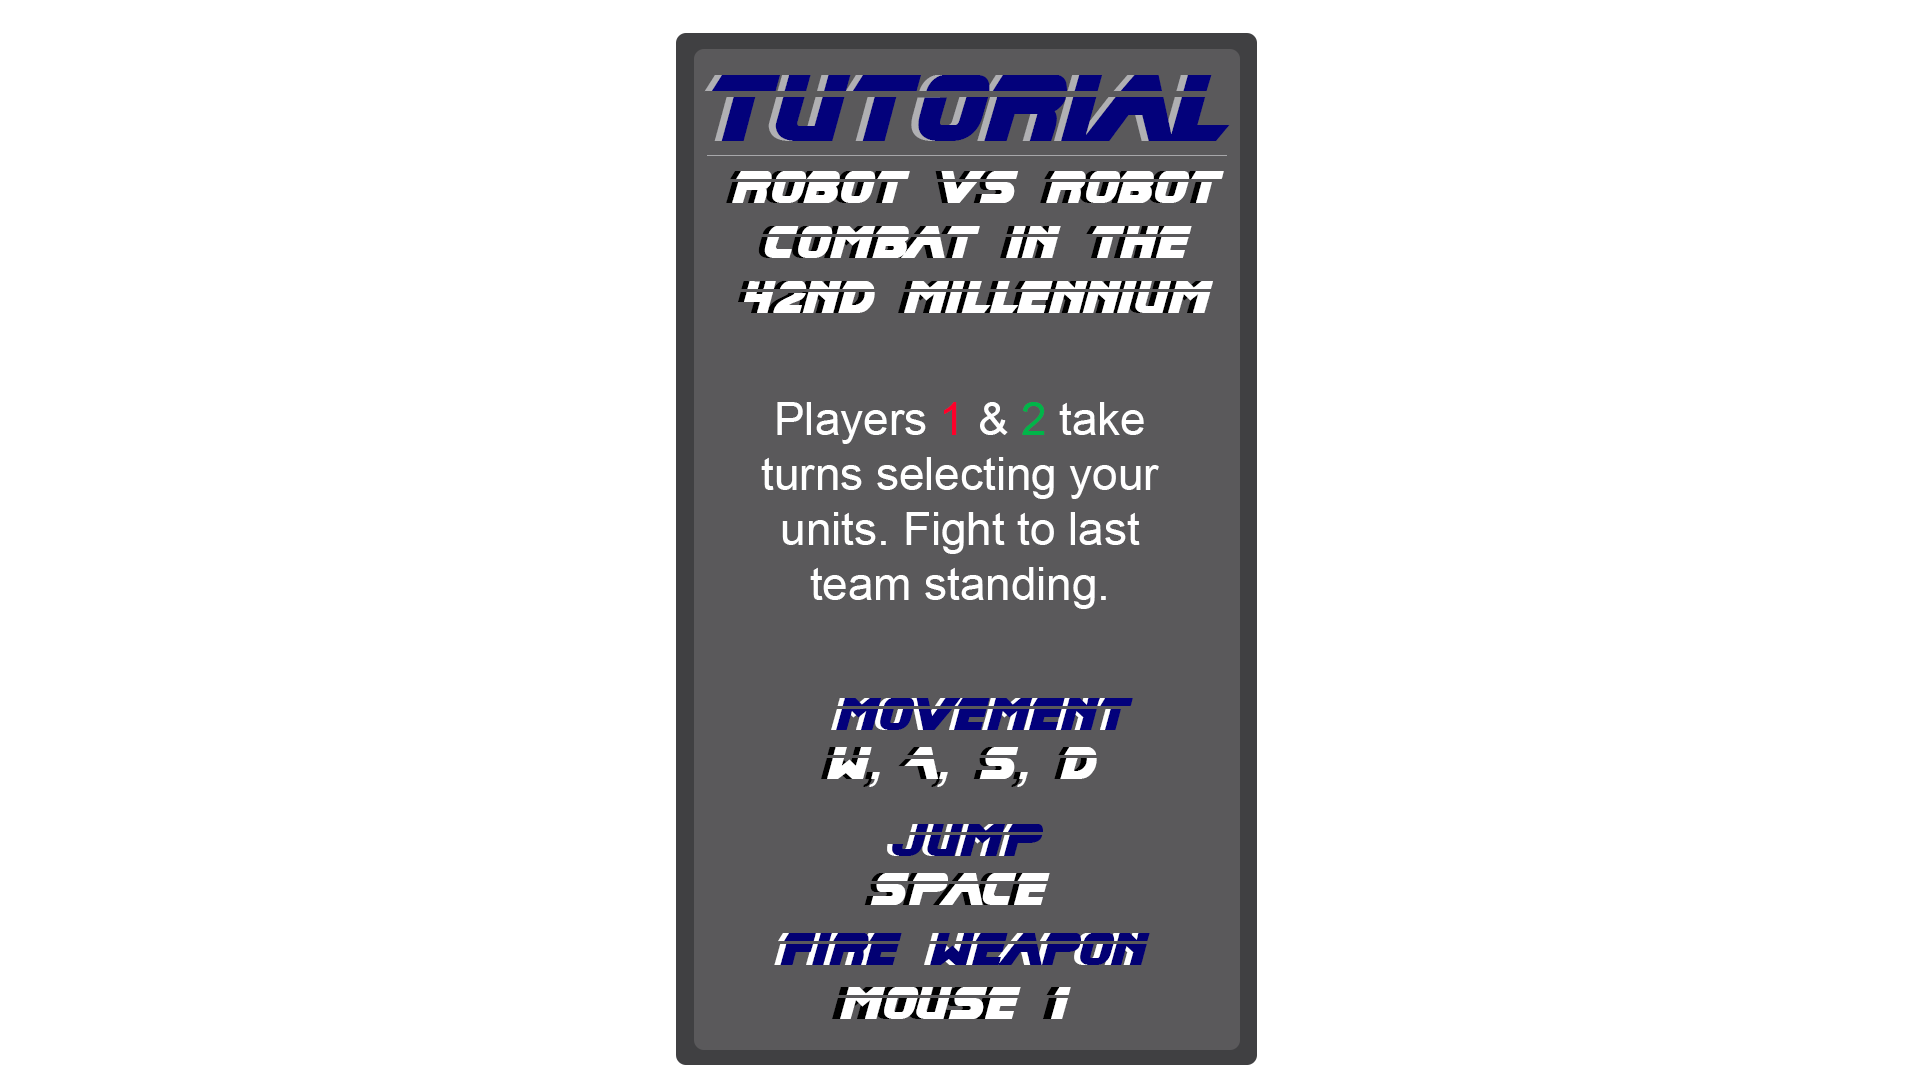 TUTORIAL
ROBOT VS ROBOT
COMBAT IN THE
42ND MILLENNIUM
Players 1 & 2 take
turns selecting your
units. Fight to last
team standing.
MOVEMENT
W, A, S, D
JUMP
SPACE
FIRE WEAPON
MOUSE 1